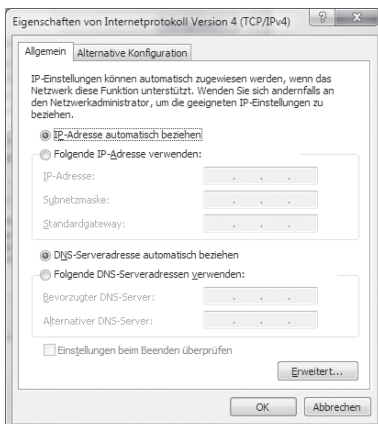 Eigenschaften von Internetprotokoll Version 4 (TCP/IPv4)
Allgemein
Alternative Konfiguration
IP-Einstellungen können automatisch zugewiesen werden, wenn das
Netzwerk diese Funktion unterstützt. Wenden Sie sich andernfalls an
den Netzwerkadministrator, um die geeigneten IP-Einstellungen zu
beziehen.
IP-Adresse automatisch beziehen
Folgende IP-Adresse verwenden:
IP-Adresse:
Subnetzmaske:
Standardgateway:
DNS-Serveradresse automatisch beziehen
Folgende DNS-Serveradressen verwenden:
Bevorzugter DNS-Server:
Alternativer DNS-Server:
Einstellungen beim Beenden überprüfen
Erweitert...
OK
Abbrechen